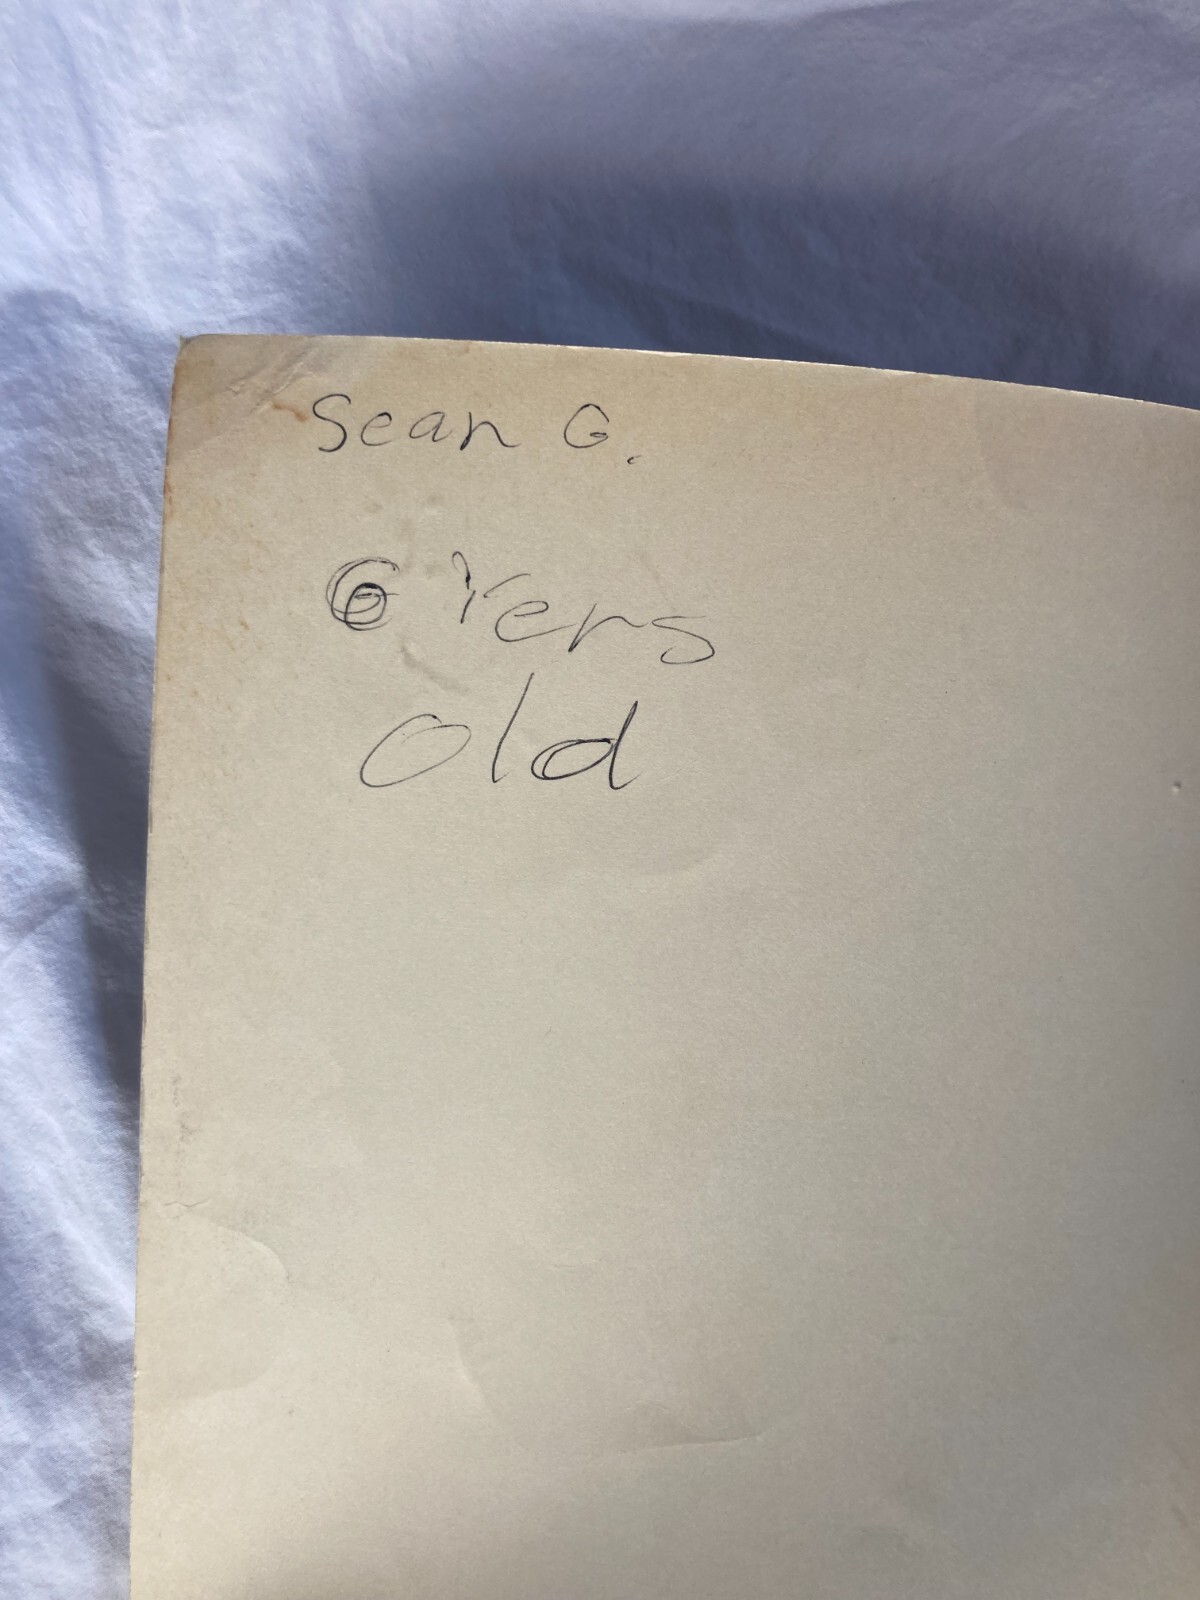 Sean G.
6 Yers
old